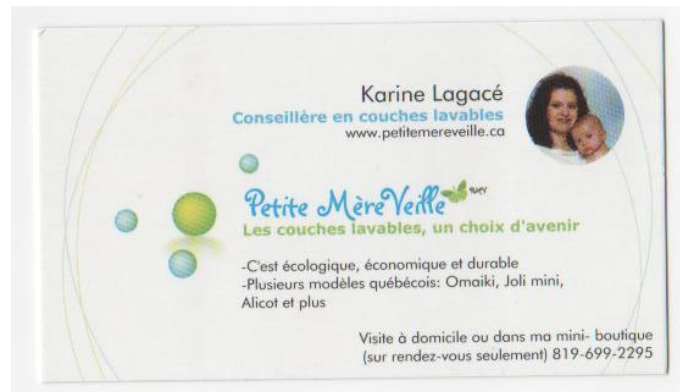 Karine Lagacé
Conseillère en couches lavables
www.petitemereveille.ca
Petite MèreVeille
Les couches lavables, un choix d'avenir
-C'est écologique, économique et durable
-Plusieurs modèles québécois: Omaiki, Joli mini,
Alicot et plus
Visite à domicile ou dans ma mini- boutique
(sur rendez-vous seulement) 819-699-2295